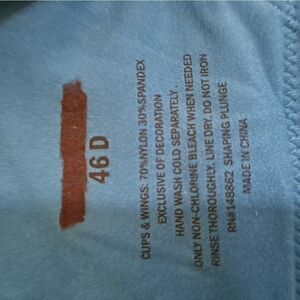 46 D
CUPS & WINGS: 70%NYLON 30%SPANDEX
EXCLUSIVE OF DECORATION
HAND WASH COLD SEPARATELY.
ONLY NON-CHLORINE BLEACH WHEN NEEDED
RINSE THOROUGHLY. LINE DRY. DO NOT IRON
RN#148862 SHAPING PLUNGE
MADE IN CHINA